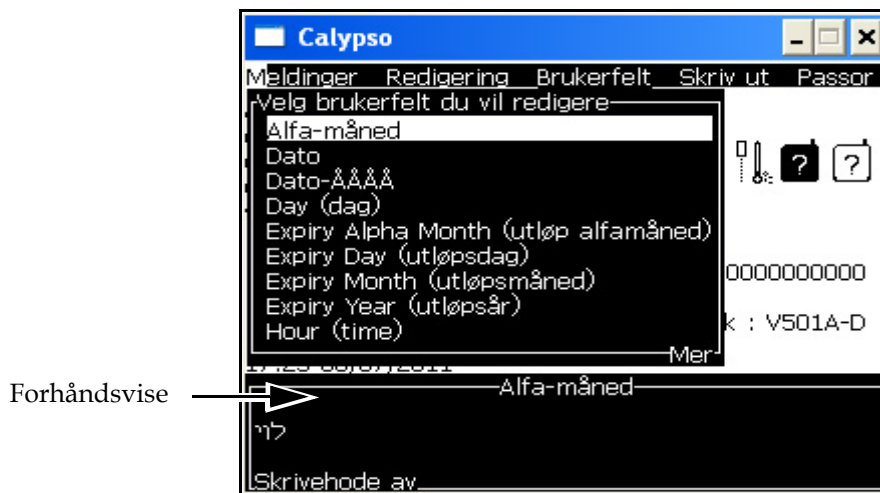 Calypso
Meldinger Redigering Brukerfelt Skriv ut Passor
Velg brukerfelt du vil redigere
Alfa-måned
Dato
Dato-ÅÅÅÅ
Day (dag)
Expiry Alpha Month (utløp alfamåned)
Expiry Day (utløpsdag)
Expiry Month (utløpsmåned)
Expiry Year (utløpsår)
Hour (time)
Mer
? ?
0000000000
k : V501A-D
Forhåndsvise
Alfa-måned
לוי
Skrivehode av